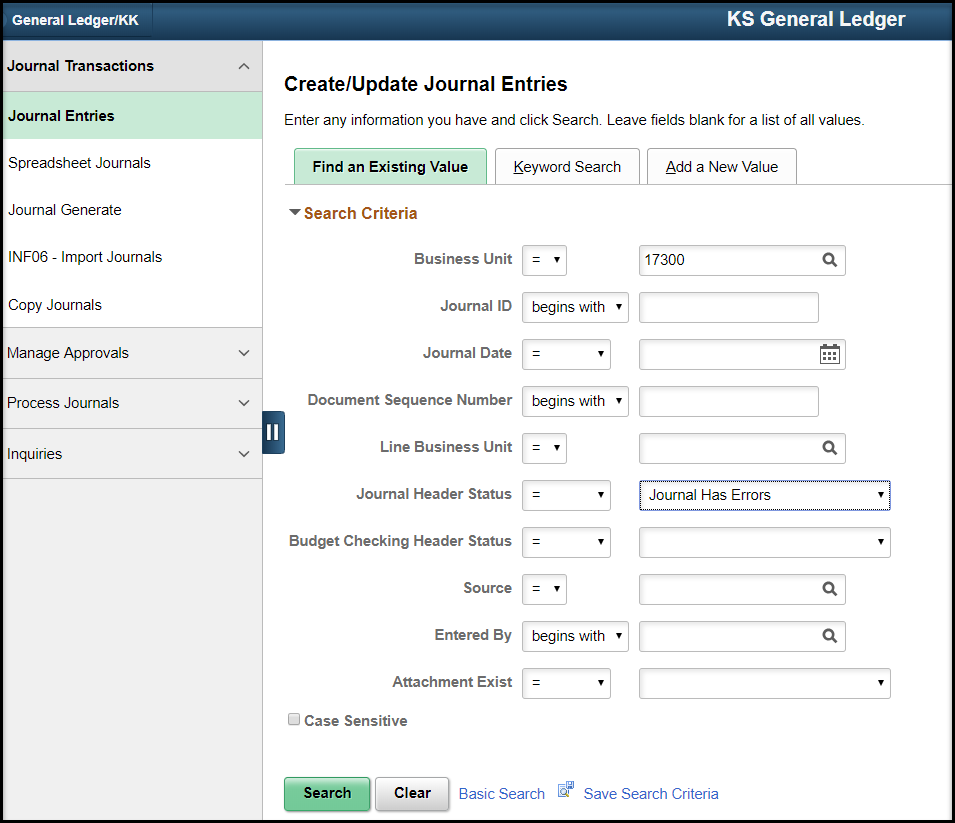 General Ledger/KK
KS General Ledger
Journal Transactions
Journal Entries
Spreadsheet Journals
Journal Generate
INF06 - Import Journals
Copy Journals
Manage Approvals
Process Journals
Inquiries
Create/Update Journal Entries
Enter any information you have and click Search. Leave fields blank for a list of all values.
Find an Existing Value Keyword Search Add a New Value
Search Criteria
Business Unit = 17300
Journal ID begins with
Journal Date =
Document Sequence Number begins with
Line Business Unit =
Journal Header Status = Journal Has Errors
Budget Checking Header Status =
Source =
Entered By begins with
Attachment Exist =
Case Sensitive
Search Clear Basic Search Save Search Criteria